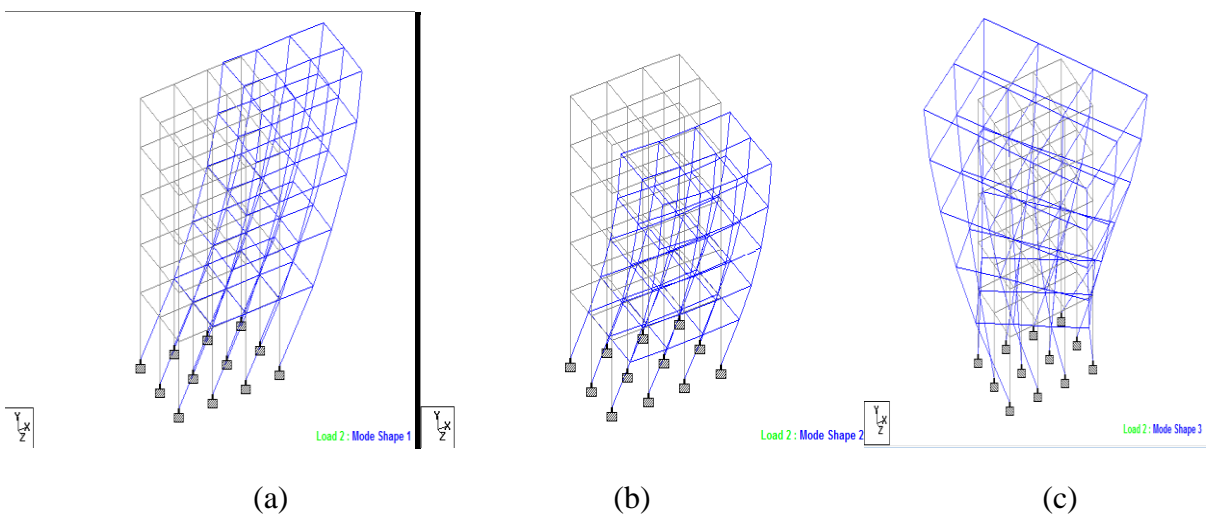 Y
X
Z
Load 2 : Mode Shape 1
Y
X
Z
Load 2 : Mode Shape 2
Y
X
Z
Load 2 : Mode Shape 3
(a)
(b)
(c)